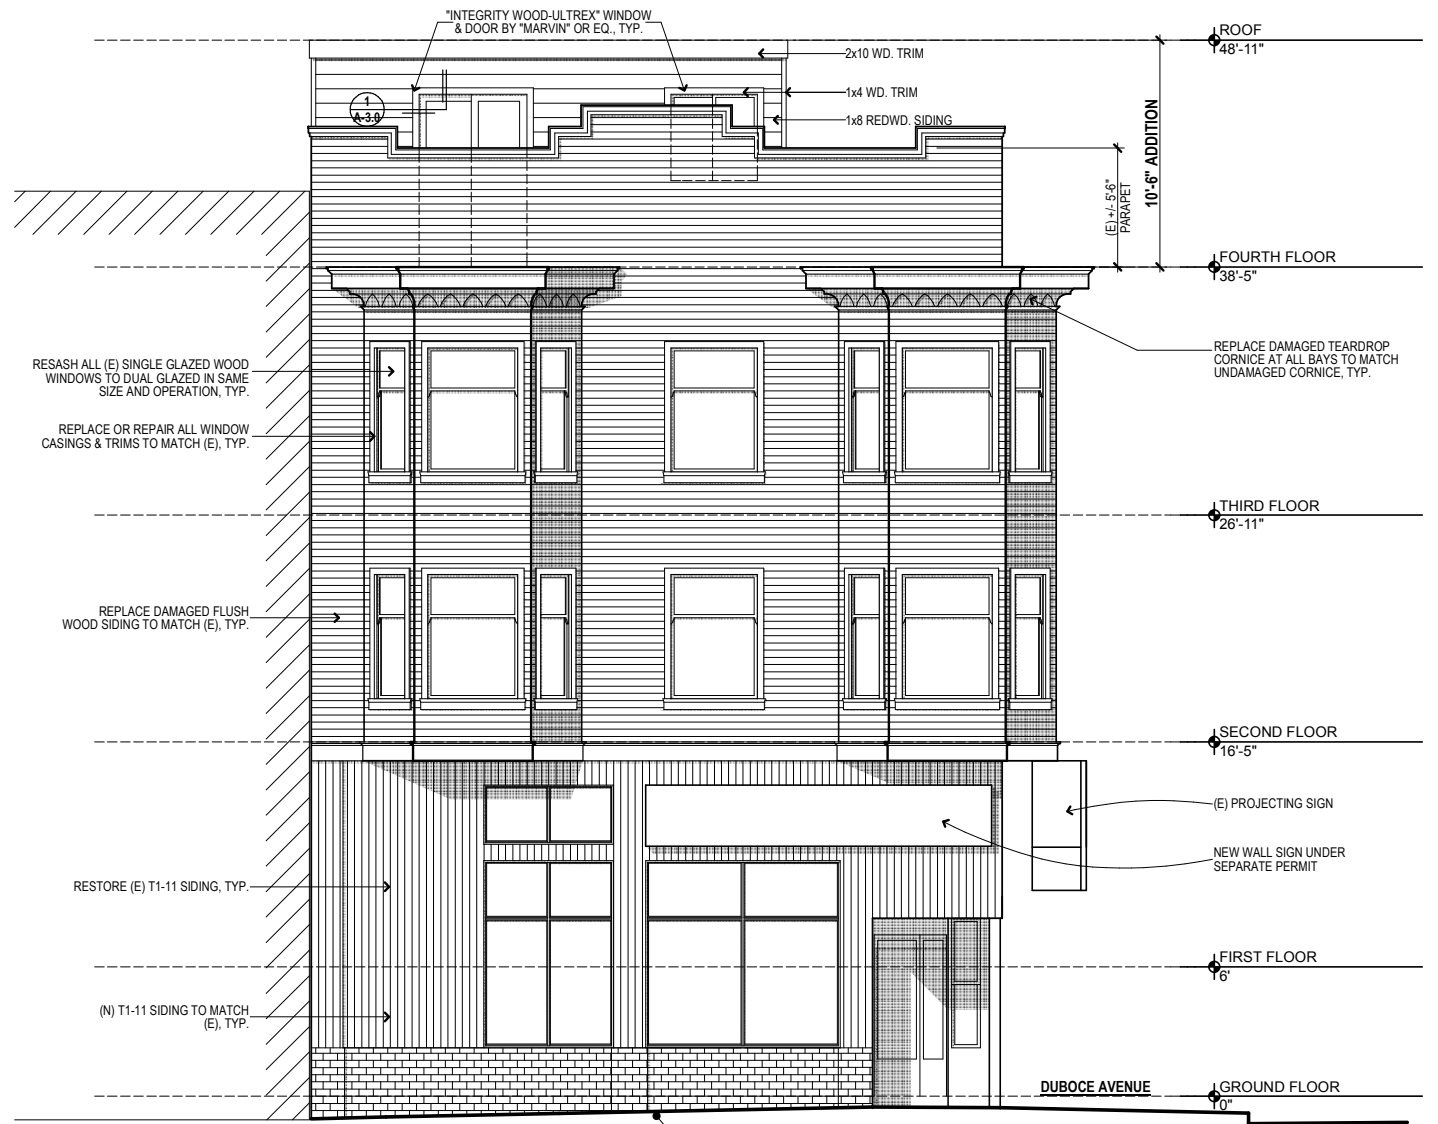 "INTEGRITY WOOD-ULTREX" WINDOW
& DOOR BY "MARVIN" OR EQ., TYP.
2x10 WD. TRIM
1x4 WD. TRIM
1x8 REDWD. SIDING
1
A-3.0
ROOF
48'-11"
10'-6" ADDITION
(E) +/- 5'-6"
PARAPET
FOURTH FLOOR
38'-5"
REPLACE DAMAGED TEARDROP
CORNICE AT ALL BAYS TO MATCH
UNDAMAGED CORNICE, TYP.
RESASH ALL (E) SINGLE GLAZED WOOD
WINDOWS TO DUAL GLAZED IN SAME
SIZE AND OPERATION, TYP.
REPLACE OR REPAIR ALL WINDOW
CASINGS & TRIMS TO MATCH (E), TYP.
THIRD FLOOR
26'-11"
REPLACE DAMAGED FLUSH
WOOD SIDING TO MATCH (E), TYP.
SECOND FLOOR
16'-5"
(E) PROJECTING SIGN
NEW WALL SIGN UNDER
SEPARATE PERMIT
RESTORE (E) T1-11 SIDING, TYP.
FIRST FLOOR
6'
(N) T1-11 SIDING TO MATCH
(E), TYP.
DUBOCE AVENUE
GROUND FLOOR
0"